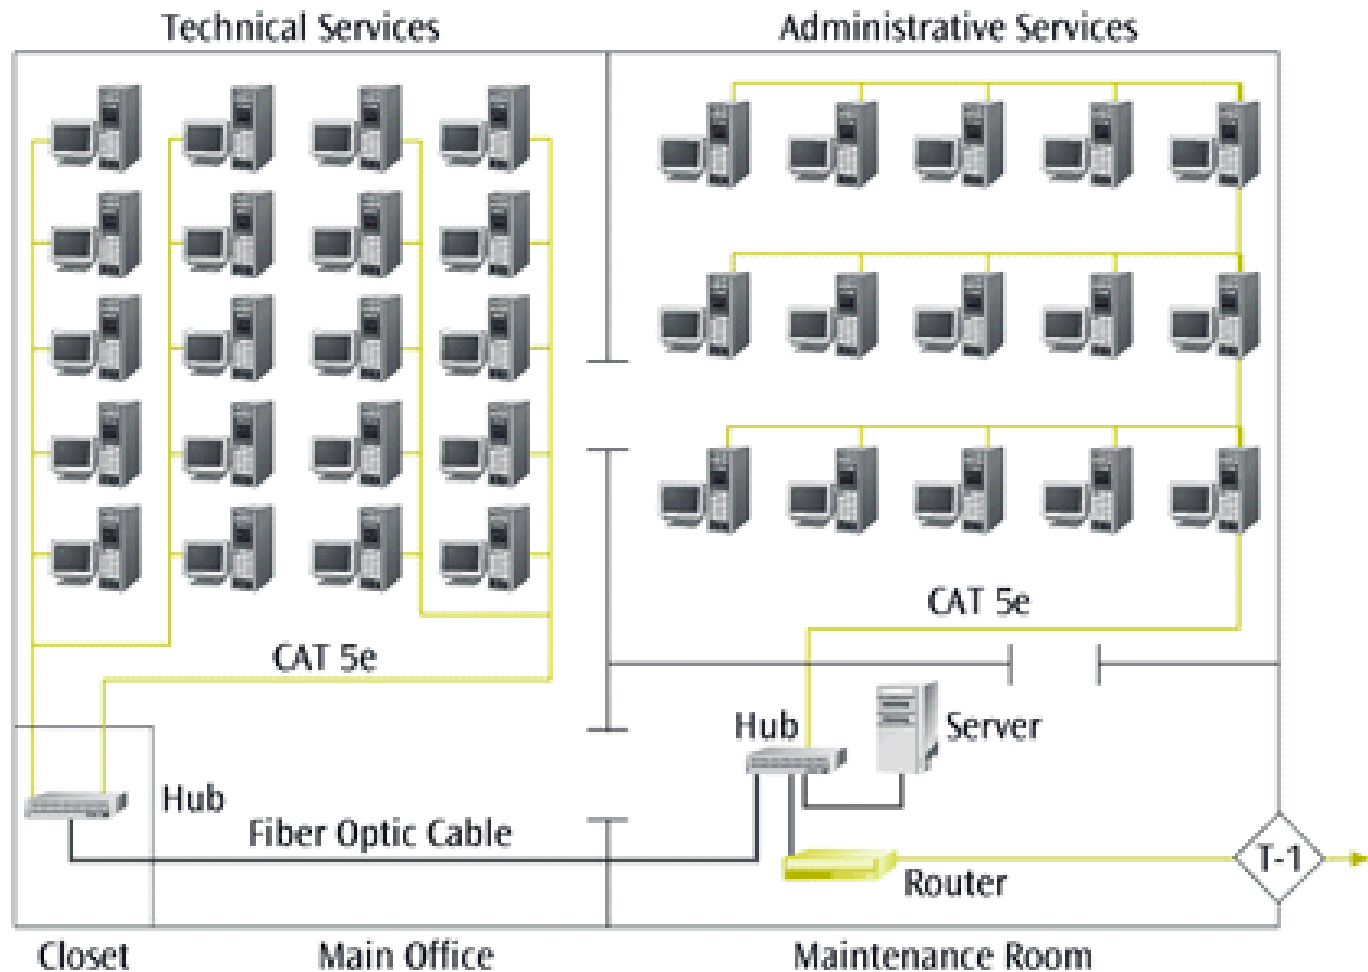 Technical Services
Administrative Services
CAT 5e
CAT 5e
Hub
Server
Hub
Fiber Optic Cable
Router
T-1
Closet
Main Office
Maintenance Room